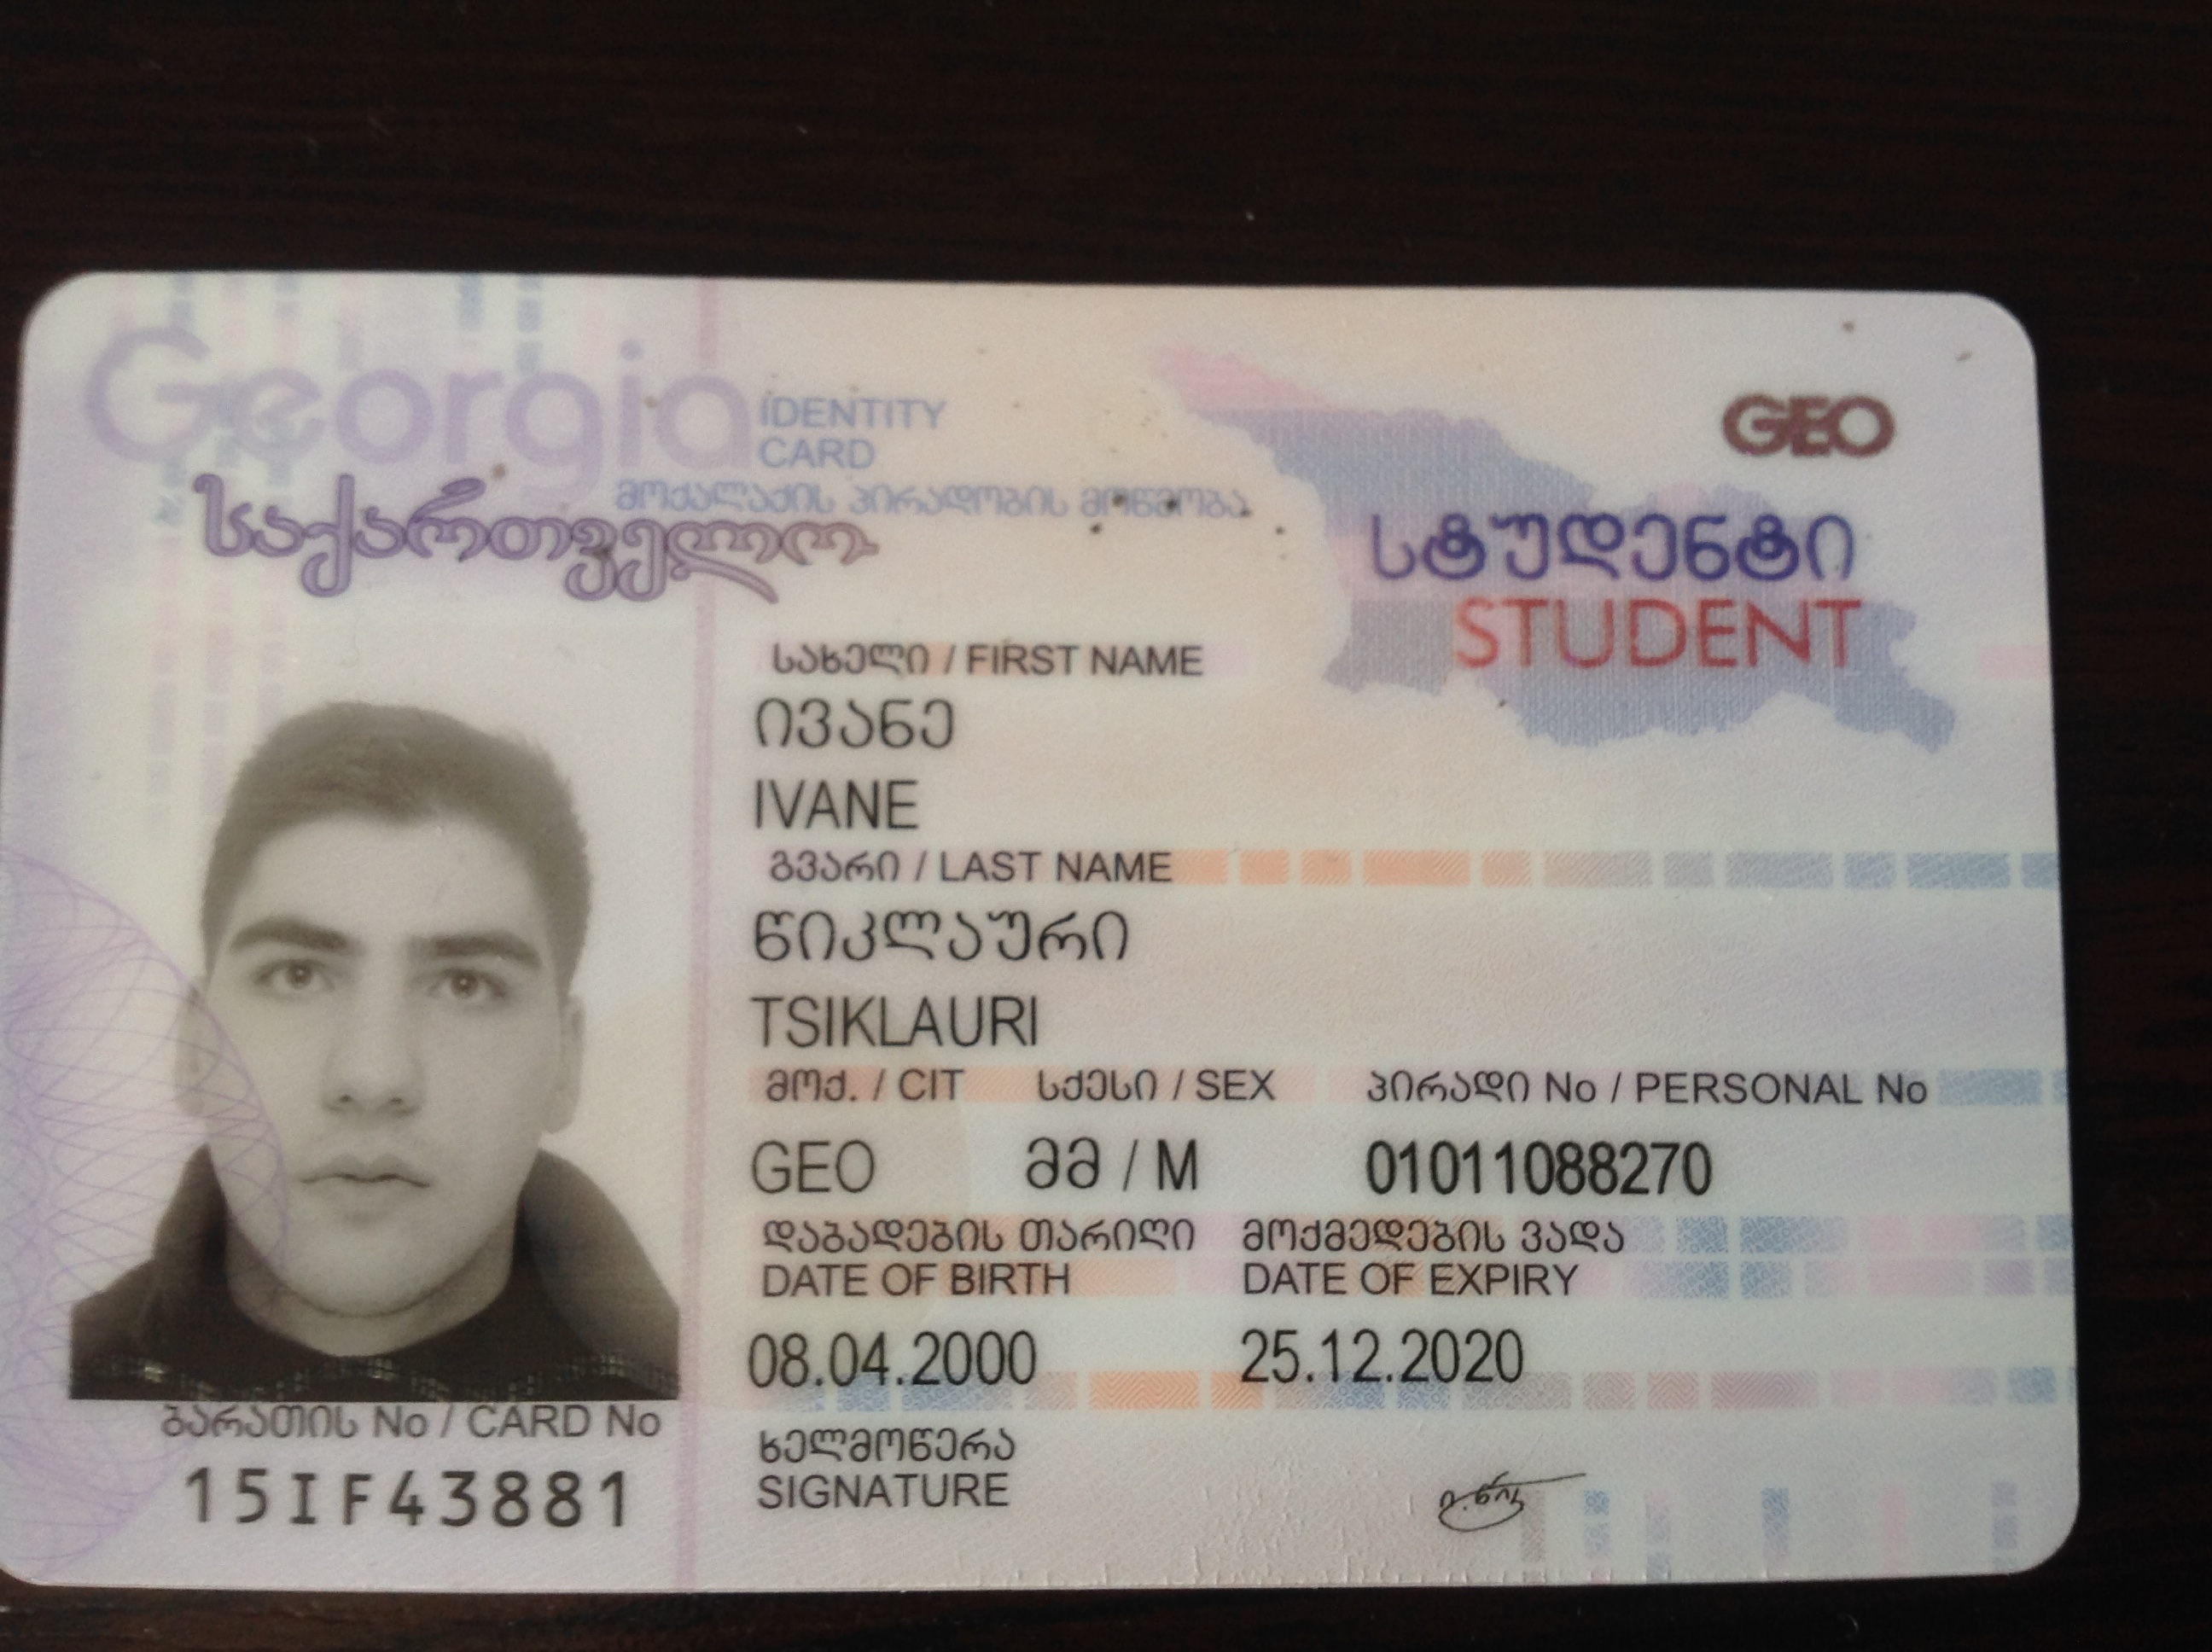 Georgia IDENTITY CARD
საქართველო
მოქალაქის პირადობის მოწმობა
GEO
სტუდენტი
STUDENT
სახელი / FIRST NAME
ივანე
IVANE
გვარი / LAST NAME
წიკლაური
TSIKLAURI
მოქ. / CIT სქესი / SEX პირადი No / PERSONAL No
GEO მმ / M 01011088270
დაბადების თარიღი მოქმედების ვადა
DATE OF BIRTH DATE OF EXPIRY
08.04.2000 25.12.2020
ბარათის No / CARD No
15IF43881
ხელმოწერა
SIGNATURE